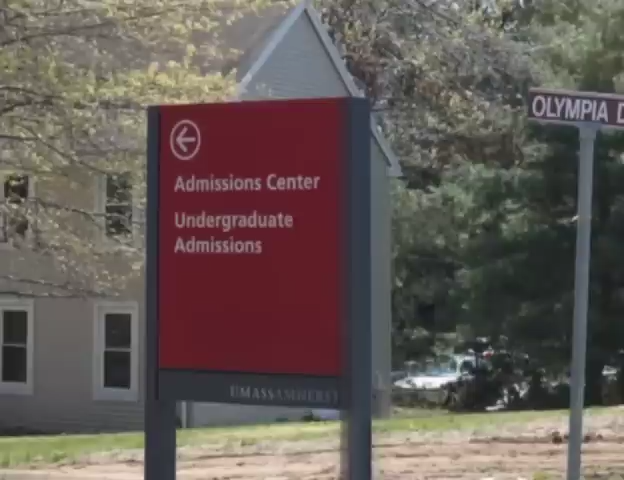 Admissions Center
Undergraduate
Admissions
UMASSAMHERST
OLYMPIA D